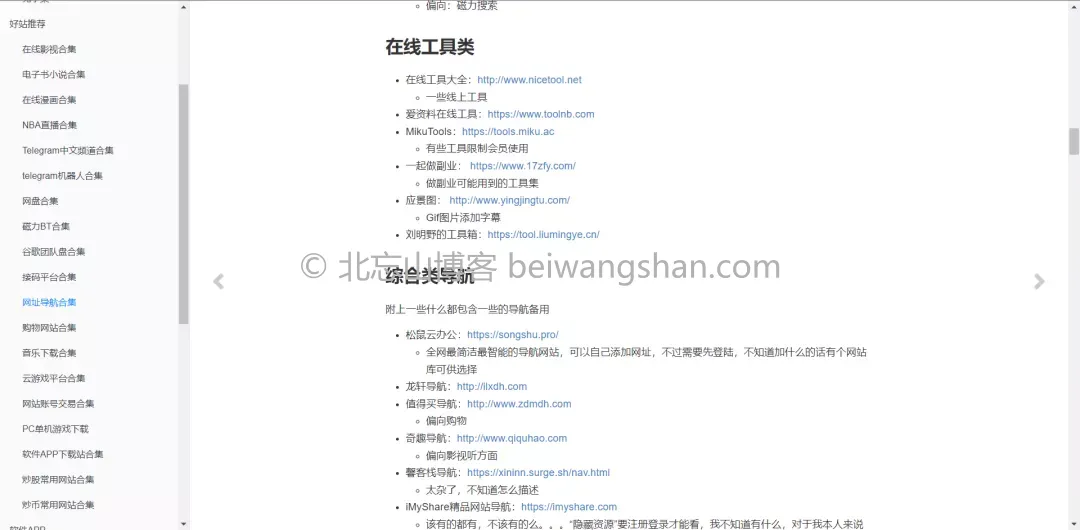 好站推荐
在线影视合集
电子书小说合集
在线漫画合集
NBA直播合集
Telegram中文频道合集
telegram机器人合集
网盘合集
磁力BT合集
谷歌团队盘合集
接码平台合集
网址导航合集
购物网站合集
音乐下载合集
云游戏平台合集
网站账号交易合集
PC单机游戏下载
软件APP下载站合集
炒股常用网站合集
炒币常用网站合集
软件APP
偏向：磁力搜索
在线工具类
在线工具大全：http://www.nicetool.net
一些线上工具
爱资料在线工具：https://www.toolnb.com
MikuTools：https://tools.miku.ac
有些工具限制会员使用
一起做副业： https://www.17zfy.com/
做副业可能用到的工具集
应景图： http://www.yingjingtu.com/
Gif图片添加字幕
刘明野的工具箱：https://tool.liumingye.cn/
© 北忘山博客 beiwangshan.com
综合类导航
附上一些什么都包含一些的导航备用
松鼠云办公：https://songshu.pro/
全网最简洁最智能的导航网站，可以自己添加网址，不过需要先登陆，不知道加什么的话有个网站
库可供选择
龙轩导航：http://ilxdh.com
值得买导航：http://www.zdmdh.com
偏向购物
奇趣导航：http://www.qiquhao.com
偏向影视听方面
馨客栈导航：https://xininn.surge.sh/nav.html
太杂了，不知道怎么描述
iMyShare精品网站导航：https://imyshare.com
该有的都有，不该有的么。。。“隐藏资源”要注册登录才能看，我不知道有什么，对于我本人来说